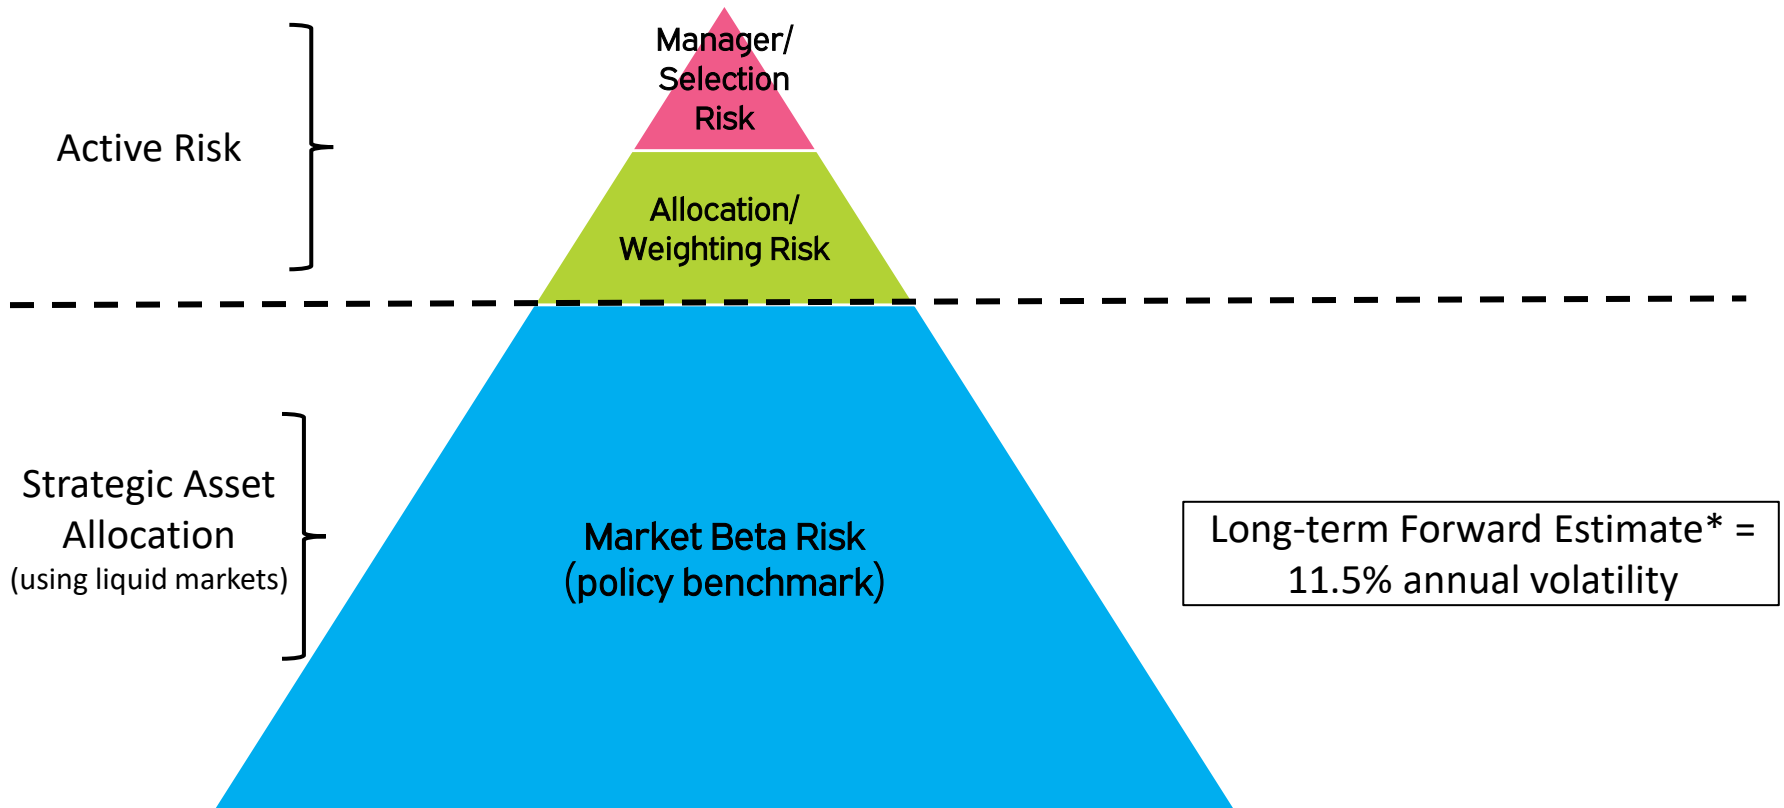 Manager/
Selection
Risk
Active Risk
Allocation/
Weighting Risk
Strategic Asset
Allocation
(using liquid markets)
Market Beta Risk
(policy benchmark)
Long-term Forward Estimate* =
11.5% annual volatility